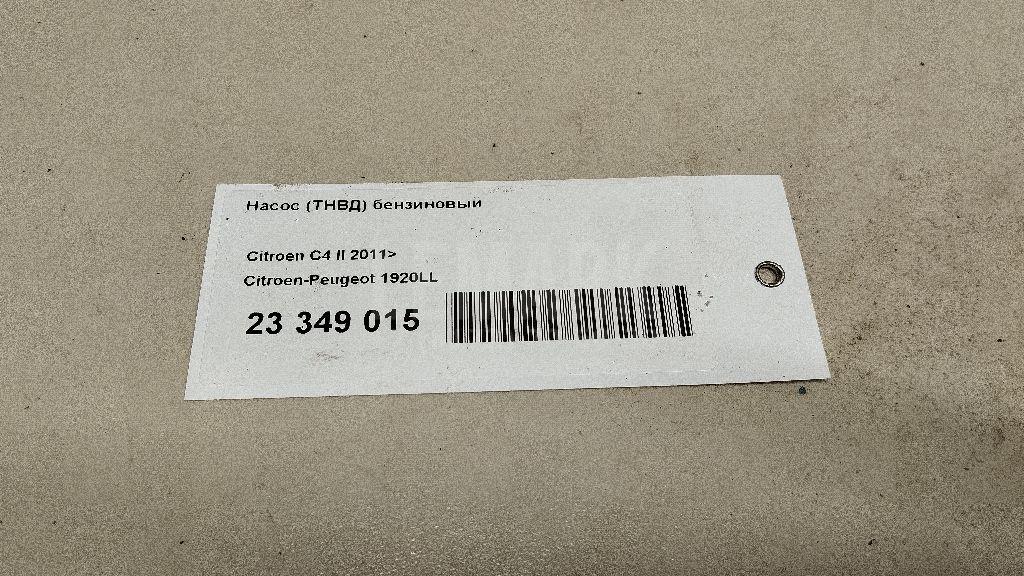 Насос (ТНВД) бензиновый
Citroen C4 II 2011>
Citroen-Peugeot 1920LL
23 349 015